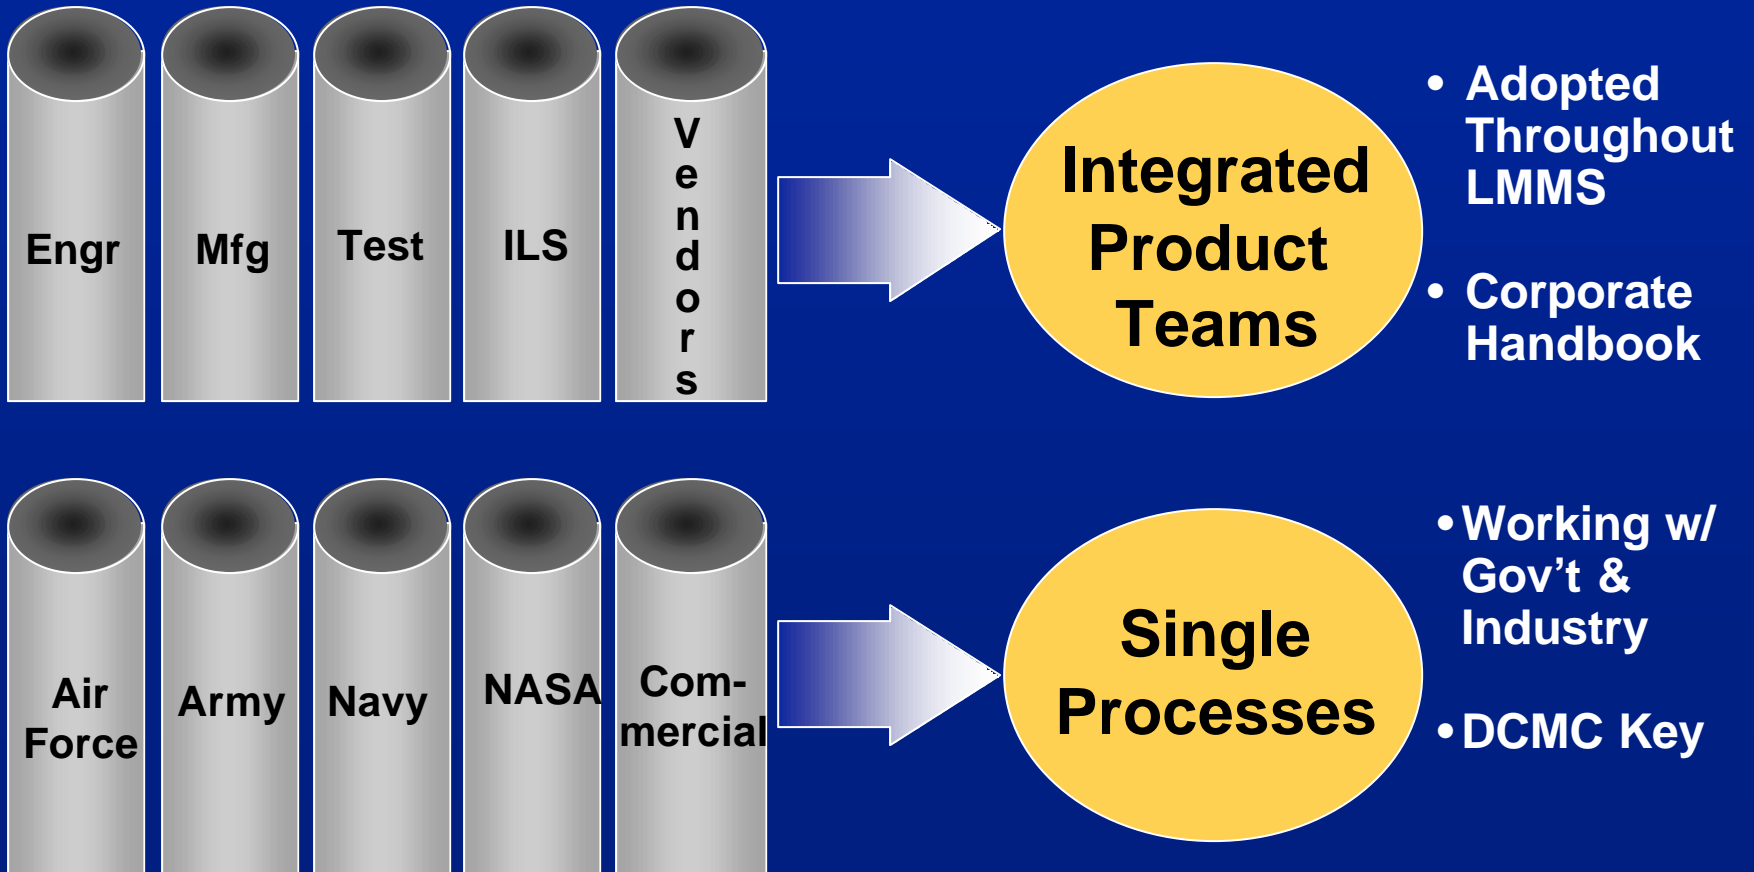 Engr
Mfg
Test
ILS
Vendors
Integrated
Product
Teams
• Adopted
Throughout
LMMS
• Corporate
Handbook
Air
Force
Army
Navy
NASA
Com-
mercial
Single
Processes
•Working w/
Gov’t &
Industry
•DCMC Key